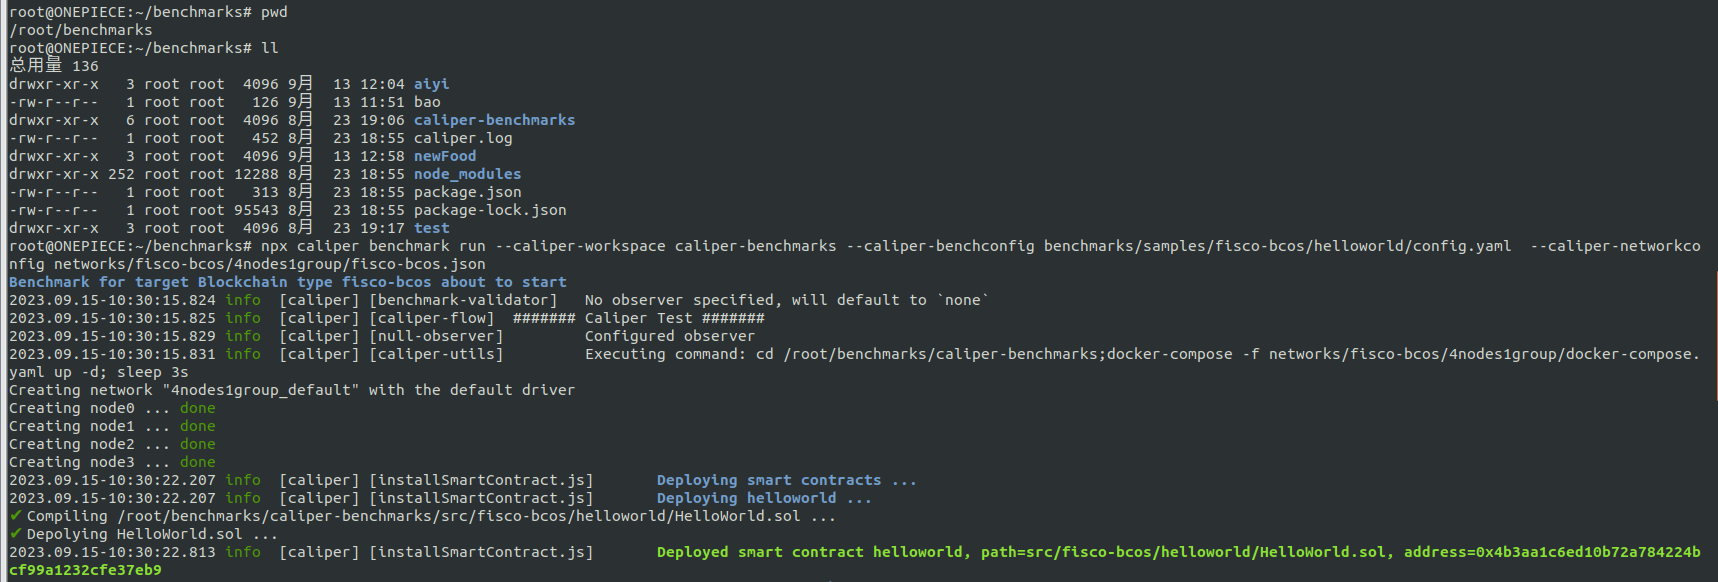 root@ONEPIECE:~/benchmarks# pwd
/root/benchmarks
root@ONEPIECE:~/benchmarks# ll
总用量 136
drwxr-xr-x   3 root root  4096 9月  13 12:04 aiyi
-rw-r--r--   1 root root   126 9月  13 11:51 bao
drwxr-xr-x   6 root root  4096 8月  23 19:06 caliper-benchmarks
-rw-r--r--   1 root root   452 8月  23 18:55 caliper.log
drwxr-xr-x   3 root root  4096 9月  13 12:58 newFood
drwxr-xr-x 252 root root 12288 8月  23 18:55 node_modules
-rw-r--r--   1 root root   313 8月  23 18:55 package.json
-rw-r--r--   1 root root 95543 8月  23 18:55 package-lock.json
drwxr-xr-x   3 root root  4096 8月  23 19:17 test
root@ONEPIECE:~/benchmarks# npx caliper benchmark run --caliper-workspace caliper-benchmarks --caliper-benchconfig benchmarks/samples/fisco-bcos/helloworld/config.yaml  --caliper-networkco
nfig networks/fisco-bcos/4nodes1group/fisco-bcos.json
Benchmark for target Blockchain type fisco-bcos about to start
2023.09.15-10:30:15.824 info  [caliper] [benchmark-validator]   No observer specified, will default to `none`
2023.09.15-10:30:15.825 info  [caliper] [caliper-flow]  ####### Caliper Test #######
2023.09.15-10:30:15.829 info  [caliper] [null-observer]         Configured observer
2023.09.15-10:30:15.831 info  [caliper] [caliper-utils]         Executing command: cd /root/benchmarks/caliper-benchmarks;docker-compose -f networks/fisco-bcos/4nodes1group/docker-compose.
yaml up -d; sleep 3s
Creating network "4nodes1group_default" with the default driver
Creating node0 ... done
Creating node1 ... done
Creating node2 ... done
Creating node3 ... done
2023.09.15-10:30:22.207 info  [caliper] [installSmartContract.js]       Deploying smart contracts ...
2023.09.15-10:30:22.207 info  [caliper] [installSmartContract.js]       Deploying helloworld ...
✔ Compiling /root/benchmarks/caliper-benchmarks/src/fisco-bcos/helloworld/HelloWorld.sol ...
✔ Depolying HelloWorld.sol ...
2023.09.15-10:30:22.813 info  [caliper] [installSmartContract.js]       Deployed smart contract helloworld, path=src/fisco-bcos/helloworld/HelloWorld.sol, address=0x4b3aa1c6ed10b72a784224b
cf99a1232cfe37eb9